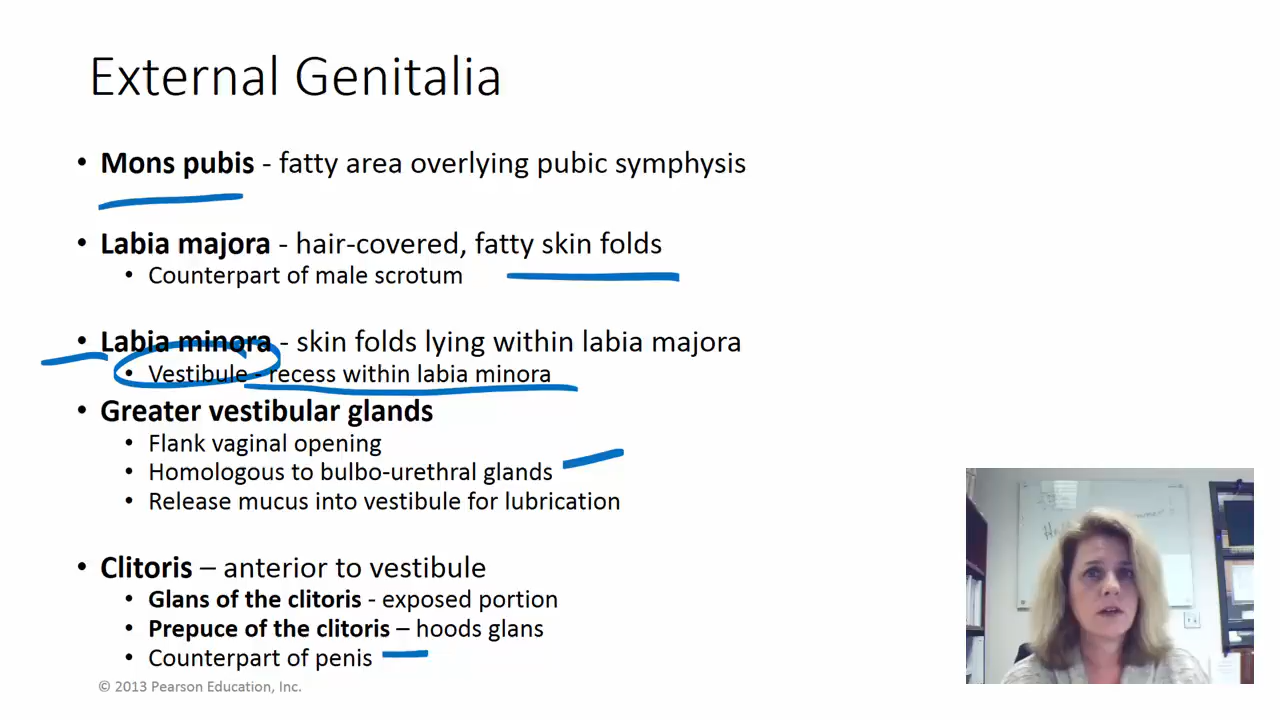 External Genitalia
• Mons pubis - fatty area overlying pubic symphysis
• Labia majora - hair-covered, fatty skin folds
• Counterpart of male scrotum
• Labia minora - skin folds lying within labia majora
• Vestibule - recess within labia minora
• Greater vestibular glands
• Flank vaginal opening
• Homologous to bulbo-urethral glands
• Release mucus into vestibule for lubrication
• Clitoris – anterior to vestibule
• Glans of the clitoris - exposed portion
• Prepuce of the clitoris – hoods glans
• Counterpart of penis
© 2013 Pearson Education, Inc.